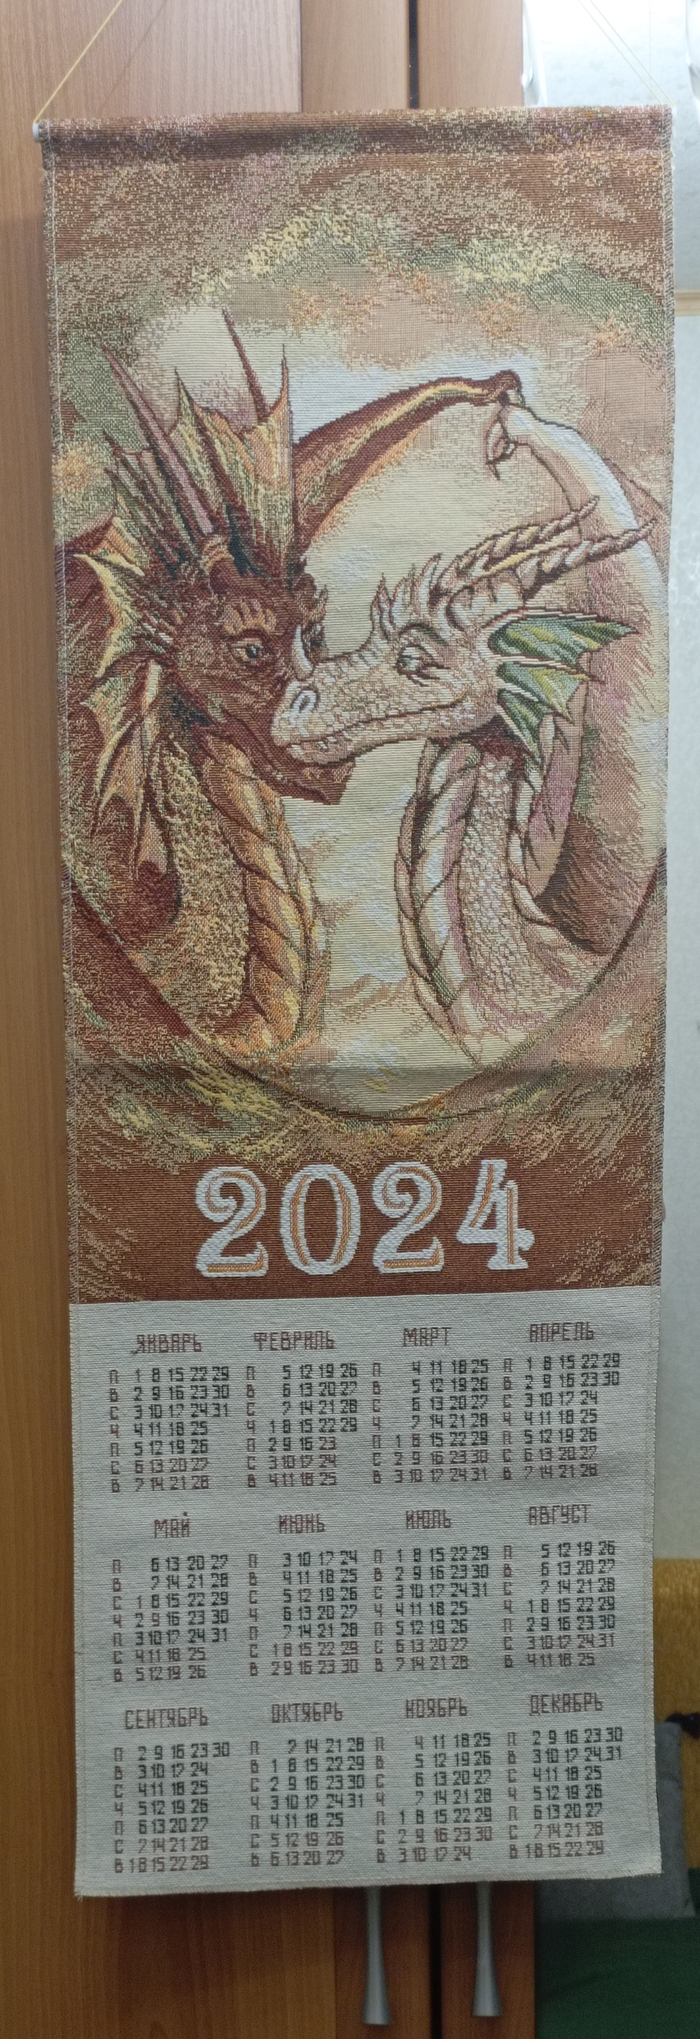 2024
ЯНВАРЬ
П 1 8 15 22 29
В 2 9 16 23 30
С 3 10 17 24 31
Ч 4 11 18 25
П 5 12 19 26
С 6 13 20 27
В 7 14 21 28
ФЕВРАЛЬ
П 5 12 19 26
В 6 13 20 27
С 7 14 21 28
Ч 1 8 15 22 29
П 2 9 16 23
С 3 10 17 24
В 4 11 18 25
МАРТ
П 4 11 18 25
В 5 12 19 26
С 6 13 20 27
Ч 7 14 21 28
П 1 8 15 22 29
С 2 9 16 23 30
В 3 10 17 24 31
АПРЕЛЬ
П 1 8 15 22 29
В 2 9 16 23 30
С 3 10 17 24
Ч 4 11 18 25
П 5 12 19 26
С 6 13 20 27
В 7 14 21 28
МАЙ
П 6 13 20 27
В 7 14 21 28
С 1 8 15 22 29
Ч 2 9 16 23 30
П 3 10 17 24 31
С 4 11 18 25
В 5 12 19 26
ИЮНЬ
П 3 10 17 24
В 4 11 18 25
С 5 12 19 26
Ч 6 13 20 27
П 7 14 21 28
С 1 8 15 22 29
В 2 9 16 23 30
ИЮЛЬ
П 1 8 15 22 29
В 2 9 16 23 30
С 3 10 17 24 31
Ч 4 11 18 25
П 5 12 19 26
С 6 13 20 27
В 7 14 21 28
АВГУСТ
П 5 12 19 26
В 6 13 20 27
С 7 14 21 28
Ч 1 8 15 22 29
П 2 9 16 23 30
С 3 10 17 24 31
В 4 11 18 25
СЕНТЯБРЬ
П 2 9 16 23 30
В 3 10 17 24
С 4 11 18 25
Ч 5 12 19 26
П 6 13 20 27
С 7 14 21 28
В 1 8 15 22 29
ОКТЯБРЬ
П 7 14 21 28
В 1 8 15 22 29
С 2 9 16 23 30
Ч 3 10 17 24 31
П 4 11 18 25
С 5 12 19 26
В 6 13 20 27
НОЯБРЬ
П 4 11 18 25
В 5 12 19 26
С 6 13 20 27
Ч 7 14 21 28
П 1 8 15 22 29
С 2 9 16 23 30
В 3 10 17 24
ДЕКАБРЬ
П 2 9 16 23 30
В 3 10 17 24 31
С 4 11 18 25
Ч 5 12 19 26
П 6 13 20 27
С 7 14 21 28
В 1 8 15 22 29